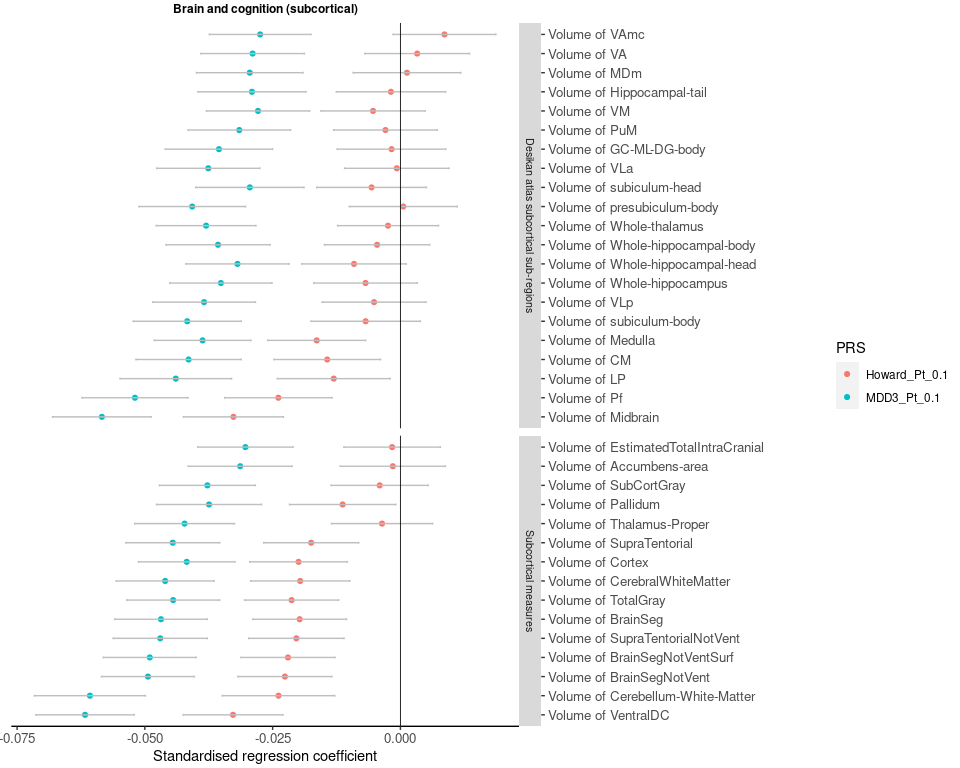 Brain and cognition (subcortical)
Volume of VAmc
Volume of VA
Volume of MDm
Volume of Hippocampal-tail
Volume of VM
Volume of PuM
Volume of GC-ML-DG-body
Volume of VLa
Volume of subiculum-head
Volume of presubiculum-body
Volume of Whole-thalamus
Volume of Whole-hippocampal-body
Volume of Whole-hippocampal-head
Volume of Whole-hippocampus
Volume of VLp
Volume of subiculum-body
Volume of Medulla
Volume of CM
Volume of LP
Volume of Pf
Volume of Midbrain
Desikan atlas subcortical sub-regions
Volume of EstimatedTotalIntraCranial
Volume of Accumbens-area
Volume of SubCortGray
Volume of Pallidum
Volume of Thalamus-Proper
Volume of SupraTentorial
Volume of Cortex
Volume of CerebralWhiteMatter
Volume of TotalGray
Volume of BrainSeg
Volume of SupraTentorialNotVent
Volume of BrainSegNotVentSurf
Volume of BrainSegNotVent
Volume of Cerebellum-White-Matter
Volume of VentralDC
Subcortical measures
-0.075 -0.050 -0.025 0.000
Standardised regression coefficient
PRS
Howard_Pt_0.1
MDD3_Pt_0.1